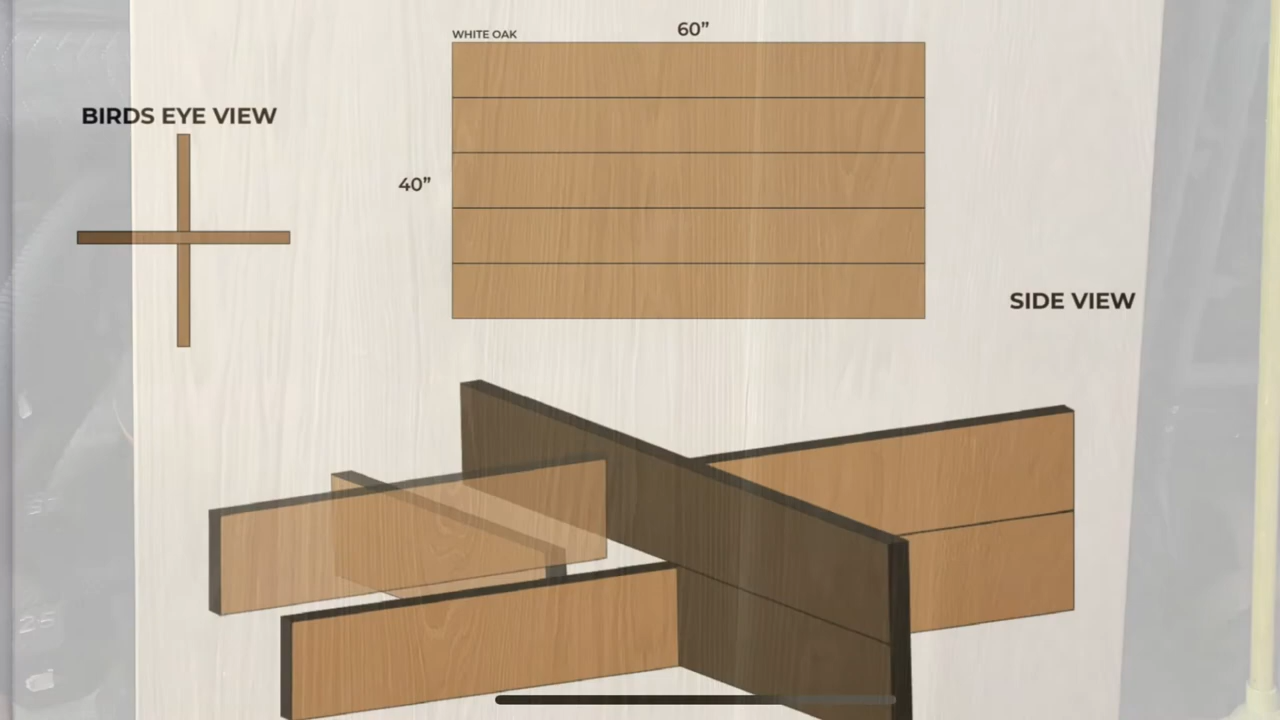 60”
WHITE OAK
BIRDS EYE VIEW
40”
SIDE VIEW